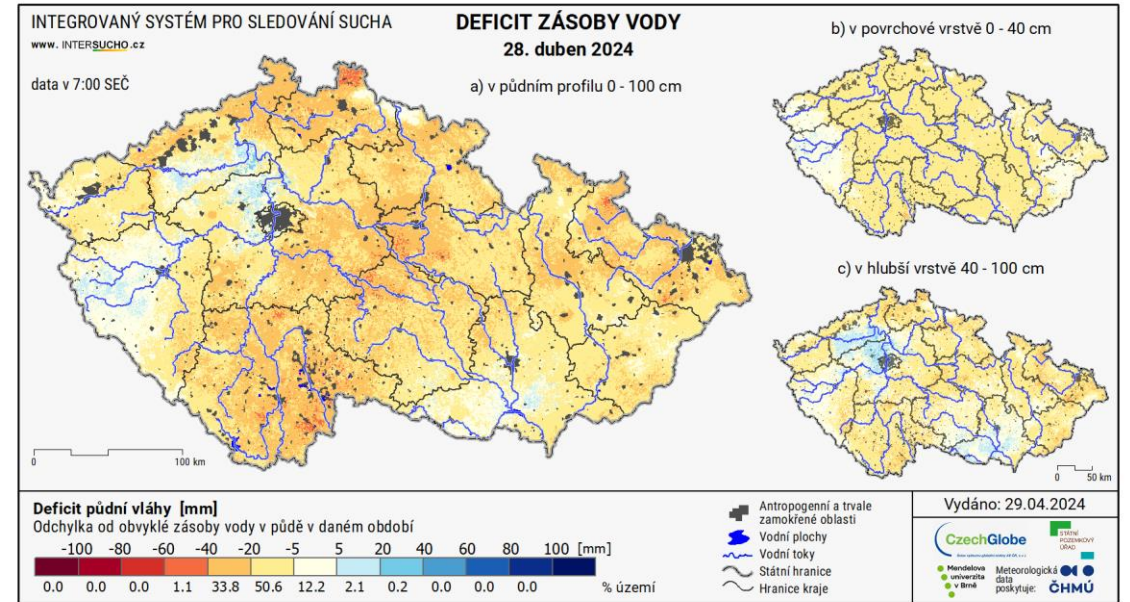 INTEGROVANÝ SYSTÉM PRO SLEDOVÁNÍ SUCHA
www. INTERSUCHO.cz
data v 7:00 SEČ
DEFICIT ZÁSOBY VODY
28. duben 2024
a) v půdním profilu 0 - 100 cm
b) v povrchové vrstvě 0 - 40 cm
c) v hlubší vrstvě 40 - 100 cm
0 100 km
0 50 km
Deficit půdní vláhy [mm]
Odchylka od obvyklé zásoby vody v půdě v daném období
-100 -80 -60 -40 -20 -5 5 20 40 60 80 100 [mm]
0.0 0.0 0.0 1.1 33.8 50.6 12.2 2.1 0.2 0.0 0.0 0.0 % území
Antropogenní a trvale
zamokřené oblasti
Vodní plochy
Vodní toky
Státní hranice
Hranice kraje
Vydáno: 29.04.2024
CzechGlobe
STÁTNÍ
POZEMKOVÝ
ÚŘAD
Mendelova
univerzita
v Brně
Meteorologická
data
poskytuje:
ČHMÚ